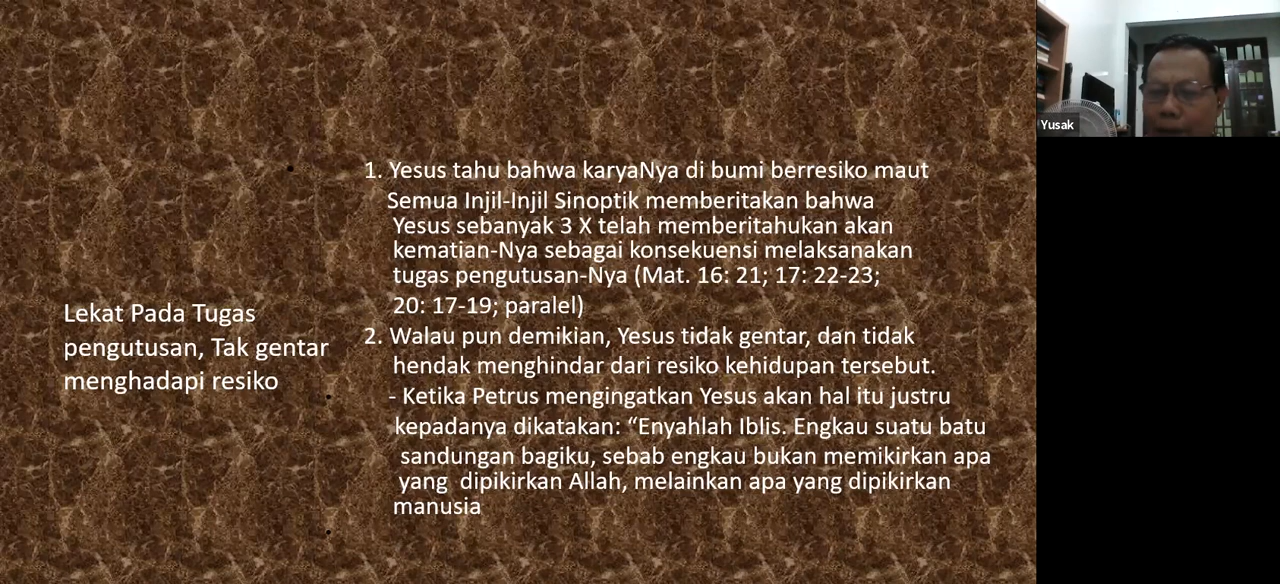 Lekat Pada Tugas
pengutusan, Tak gentar
menghadapi resiko
1. Yesus tahu bahwa karyaNya di bumi berresiko maut
Semua Injil-Injil Sinoptik memberitakan bahwa
Yesus sebanyak 3 X telah memberitahukan akan
kematian-Nya sebagai konsekuensi melaksanakan
tugas pengutusan-Nya (Mat. 16: 21; 17: 22-23;
20: 17-19; paralel)
2. Walau pun demikian, Yesus tidak gentar, dan tidak
hendak menghindar dari resiko kehidupan tersebut.
- Ketika Petrus mengingatkan Yesus akan hal itu justru
kepadanya dikatakan: “Enyahlah Iblis. Engkau suatu batu
sandungan bagiku, sebab engkau bukan memikirkan apa
yang dipikirkan Allah, melainkan apa yang dipikirkan
manusia
Yusak